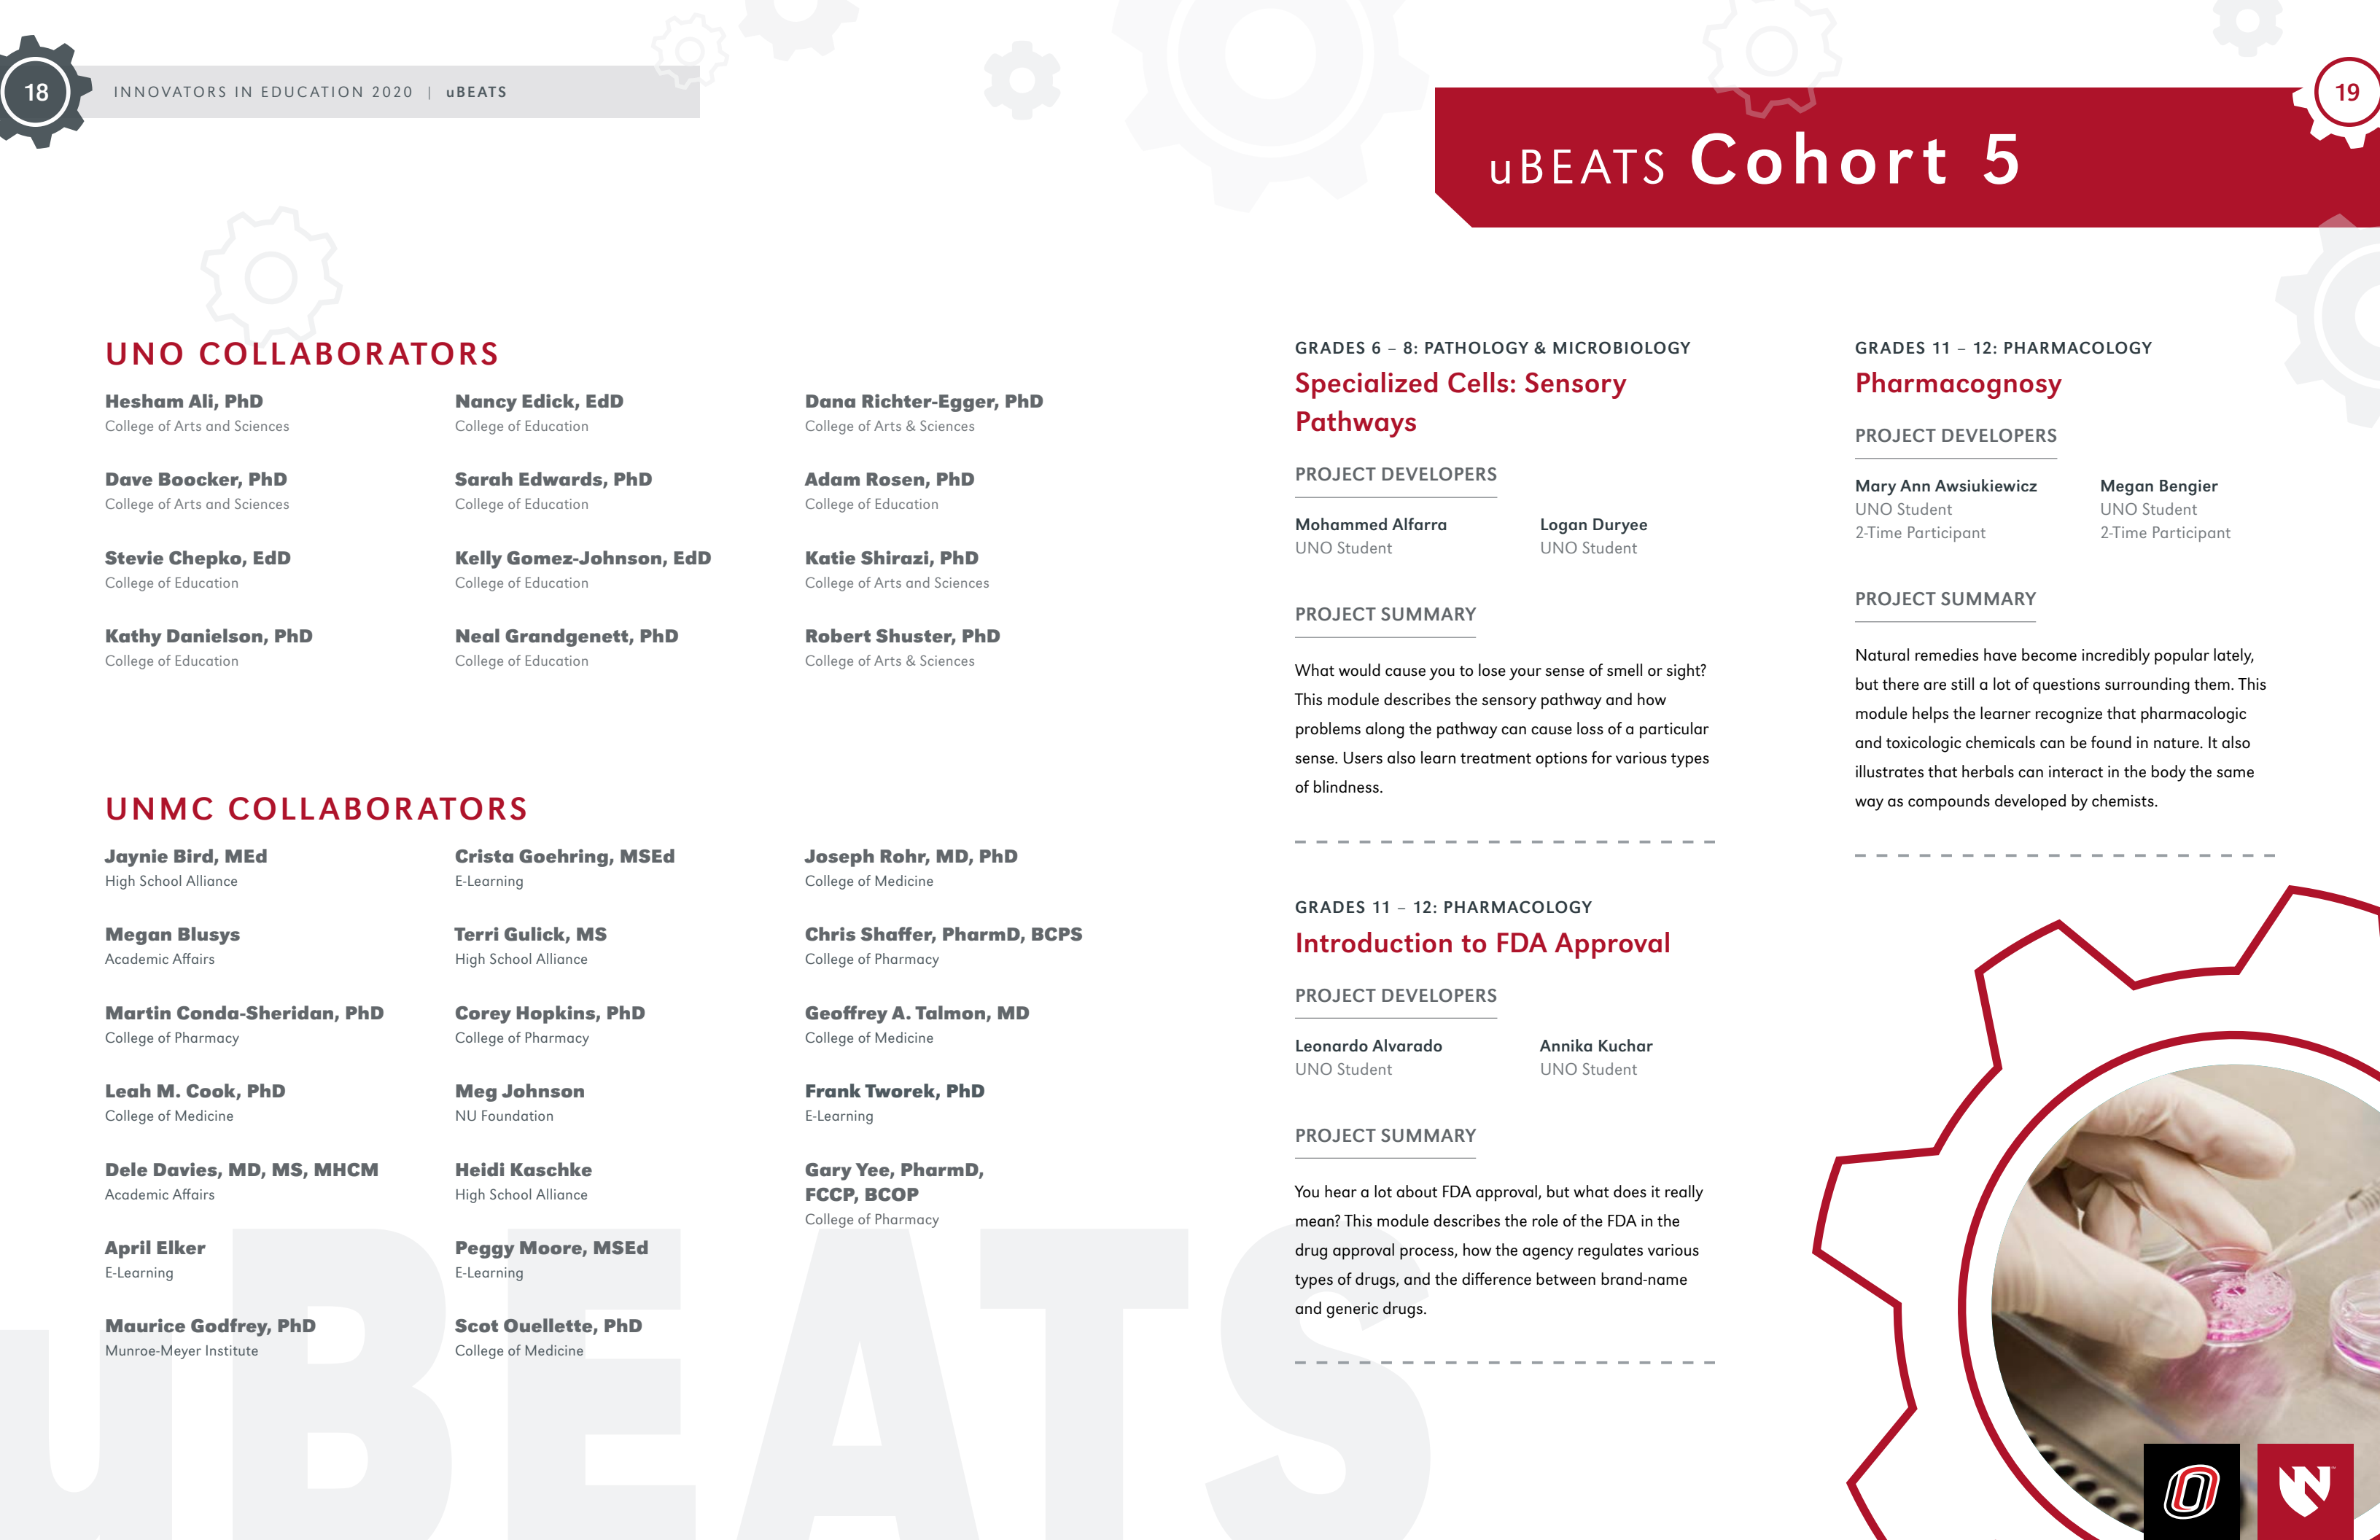 18
INNOVATORS IN EDUCATION 2020 | uBEATS
UNO COLLABORATORS
Hesham Ali, PhD
College of Arts and Sciences
Dave Boocker, PhD
College of Arts and Sciences
Stevie Chepko, EdD
College of Education
Kathy Danielson, PhD
College of Education
Nancy Edick, EdD
College of Education
Sarah Edwards, PhD
College of Education
Kelly Gomez-Johnson, EdD
College of Education
Neal Grandgenett, PhD
College of Education
Dana Richter-Egger, PhD
College of Arts & Sciences
Adam Rosen, PhD
College of Education
Katie Shirazi, PhD
College of Arts and Sciences
Robert Shuster, PhD
College of Arts & Sciences
UNMC COLLABORATORS
Jaynie Bird, MEd
High School Alliance
Megan Blusys
Academic Affairs
Martin Conda-Sheridan, PhD
College of Pharmacy
Leah M. Cook, PhD
College of Medicine
Dele Davies, MD, MS, MHCM
Academic Affairs
April Elker
E-Learning
Maurice Godfrey, PhD
Munroe-Meyer Institute
Crista Goehring, MSEd
E-Learning
Terri Gulick, MS
High School Alliance
Corey Hopkins, PhD
College of Pharmacy
Meg Johnson
NU Foundation
Heidi Kaschke
High School Alliance
Peggy Moore, MSEd
E-Learning
Scot Ouellette, PhD
College of Medicine
Joseph Rohr, MD, PhD
College of Medicine
Chris Shaffer, PharmD, BCPS
College of Pharmacy
Geoffrey A. Talmon, MD
College of Medicine
Frank Tworek, PhD
E-Learning
Gary Yee, PharmD,
FCCP, BCOP
College of Pharmacy
uBEATS
19
uBEATS Cohort 5
GRADES 6 – 8: PATHOLOGY & MICROBIOLOGY
Specialized Cells: Sensory
Pathways
PROJECT DEVELOPERS
Mohammed Alfarra
UNO Student
Logan Duryee
UNO Student
PROJECT SUMMARY
What would cause you to lose your sense of smell or sight?
This module describes the sensory pathway and how
problems along the pathway can cause loss of a particular
sense. Users also learn treatment options for various types
of blindness.
GRADES 11 – 12: PHARMACOLOGY
Introduction to FDA Approval
PROJECT DEVELOPERS
Leonardo Alvarado
UNO Student
Annika Kuchar
UNO Student
PROJECT SUMMARY
You hear a lot about FDA approval, but what does it really
mean? This module describes the role of the FDA in the
drug approval process, how the agency regulates various
types of drugs, and the difference between brand-name
and generic drugs.
GRADES 11 – 12: PHARMACOLOGY
Pharmacognosy
PROJECT DEVELOPERS
Mary Ann Awsiukiewicz
UNO Student
2-Time Participant
Megan Bengier
UNO Student
2-Time Participant
PROJECT SUMMARY
Natural remedies have become incredibly popular lately,
but there are still a lot of questions surrounding them. This
module helps the learner recognize that pharmacologic
and toxicologic chemicals can be found in nature. It also
illustrates that herbals can interact in the body the same
way as compounds developed by chemists.
O
N